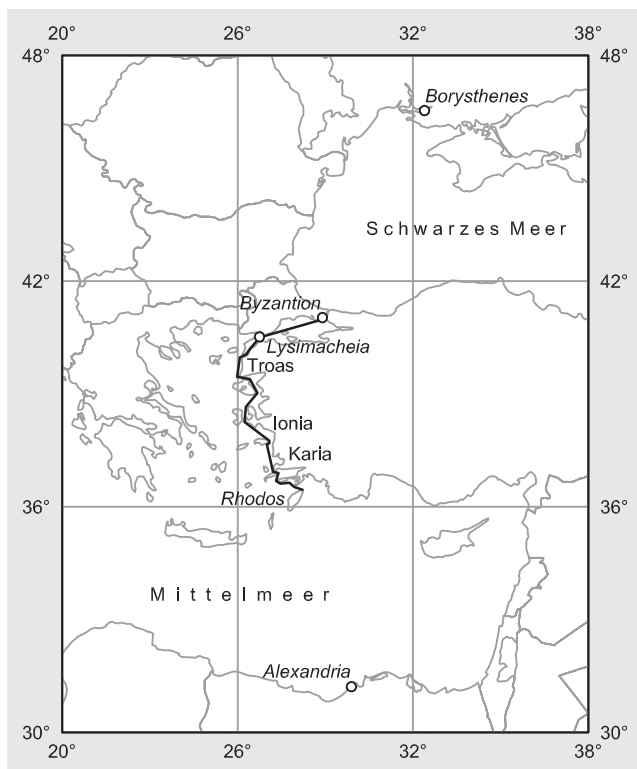 20° 26° 32° 38°
48° 48°
Borysthenes
Schwarzes Meer
42° 42°
Byzantion
Lysimacheia
Troas
Ionia
Karia
Rhodos
36° 36°
Mittelmeer
Alexandria
30° 30°
20° 26° 32° 38°